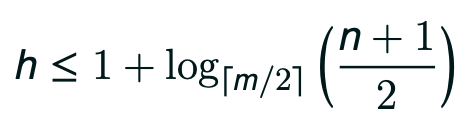 h ≤ 1 + log⌈m/2⌉ ((n + 1)/2)